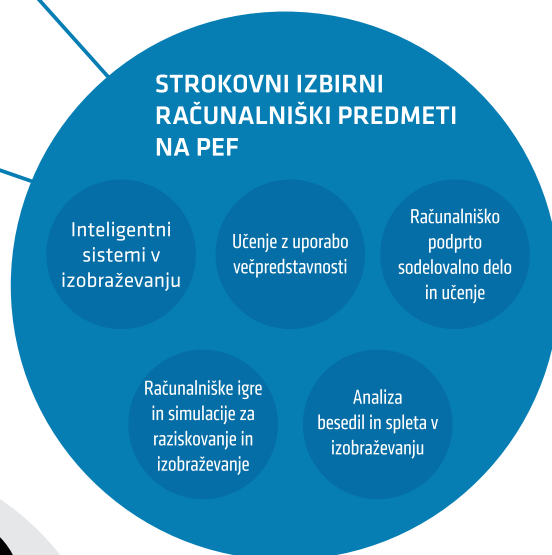 STROKOVNI IZBIRNI
RAČUNALNIŠKI PREDMETI
NA PEF
Inteligentni
sistemi v
izobraževanju
Učenje z uporabo
večpredstavnosti
Računalniško
podprto
sodelovalno delo
in učenje
Računalniške igre
in simulacije za
raziskovanje in
izobraževanje
Analiza
besedil in spleta v
izobraževanju